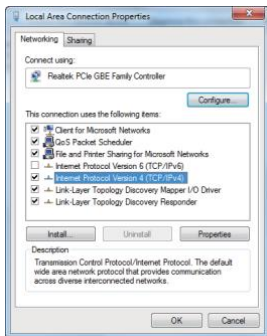 Local Area Connection Properties
Networking Sharing
Connect using:
Realtek PCIe GBE Family Controller
Configure...
This connection uses the following items:
Client for Microsoft Networks
QoS Packet Scheduler
File and Printer Sharing for Microsoft Networks
Internet Protocol Version 6 (TCP/IPv6)
Internet Protocol Version 4 (TCP/IPv4)
Link-Layer Topology Discovery Mapper I/O Driver
Link-Layer Topology Discovery Responder
Install... Uninstall Properties
Description
Transmission Control Protocol/Internet Protocol. The default
wide area network protocol that provides communication
across diverse interconnected networks.
OK Cancel